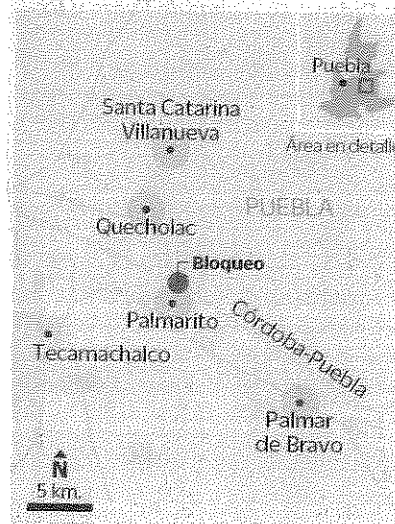 Puebla
Área en detalle
Santa Catarina
Villanueva
PUEBLA
Quecholac
Bloqueo
Palmarito
Córdoba-Puebla
Tecamachalco
Palmar
de Bravo
N
5 km.